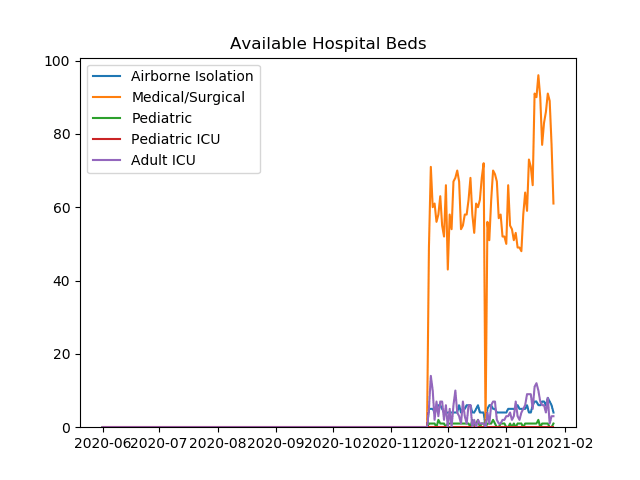 Available Hospital Beds
100
80
60
40
20
0
Airborne Isolation
Medical/Surgical
Pediatric
Pediatric ICU
Adult ICU
2020-06 2020-07 2020-08 2020-09 2020-10 2020-11 2020-12 2021-01 2021-02